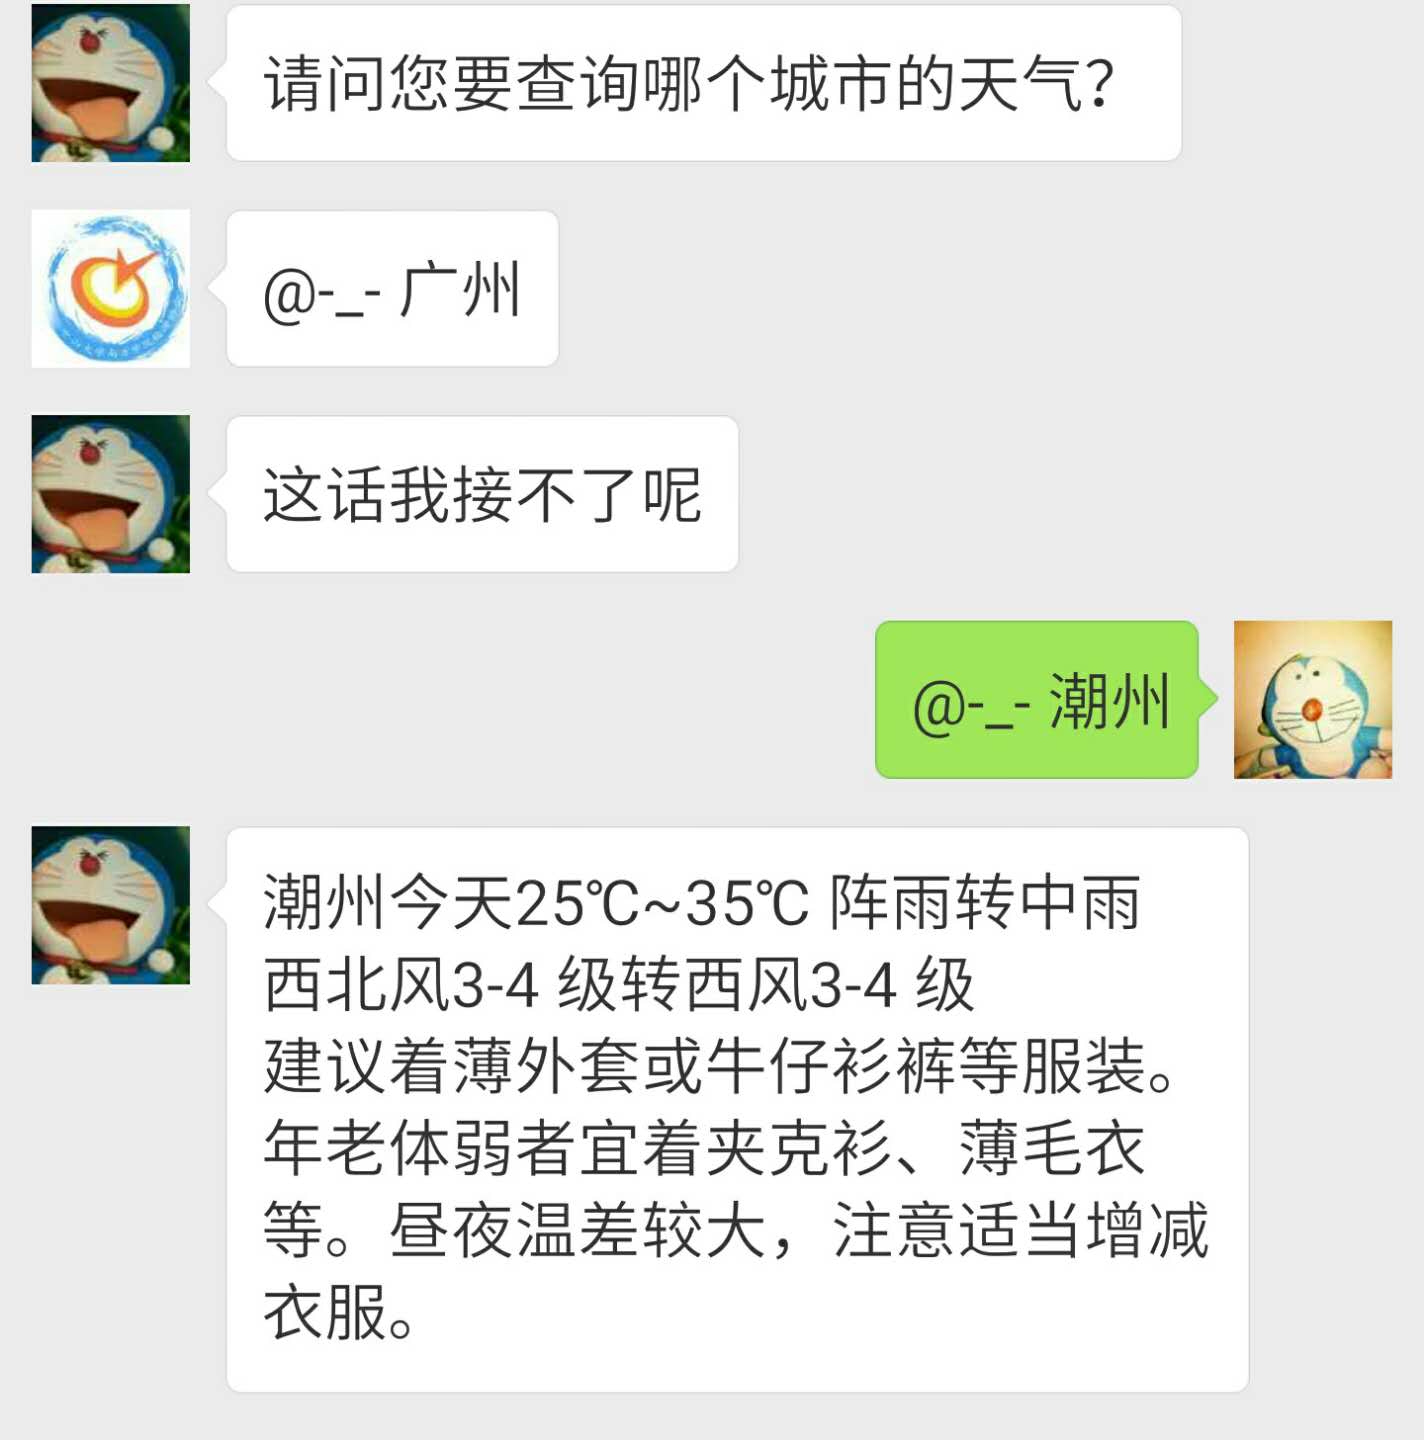 请问您要查询哪个城市的天气？
@-_- 广州
这话我接不了呢
@-_- 潮州
潮州今天25℃~35℃ 阵雨转中雨
西北风3-4 级转西风3-4 级
建议着薄外套或牛仔衫裤等服装。
年老体弱者宜着夹克衫、薄毛衣
等。昼夜温差较大，注意适当增减
衣服。